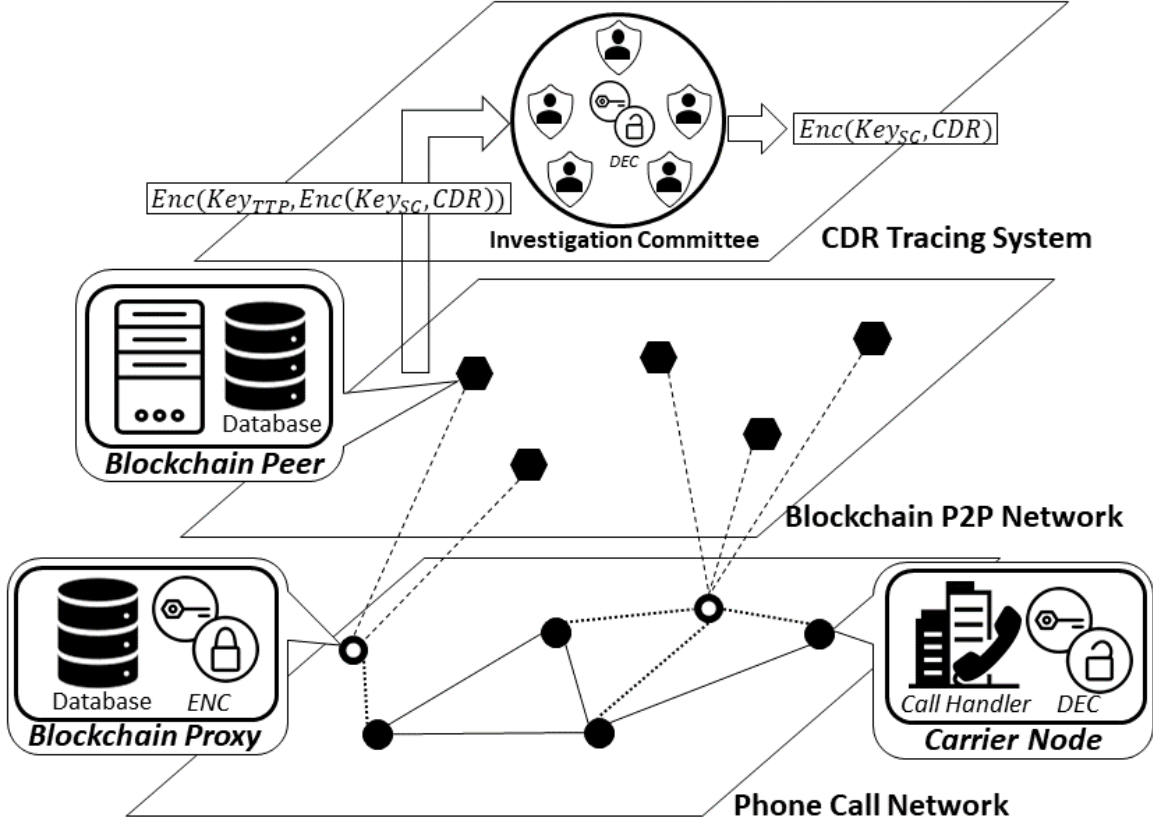 DEC
Enc(Key_SC,CDR)
Enc(Key_TTP,Enc(Key_SC,CDR))
Investigation Committee
CDR Tracing System
Database
Blockchain Peer
Blockchain P2P Network
Database
ENC
Blockchain Proxy
Call Handler
DEC
Carrier Node
Phone Call Network